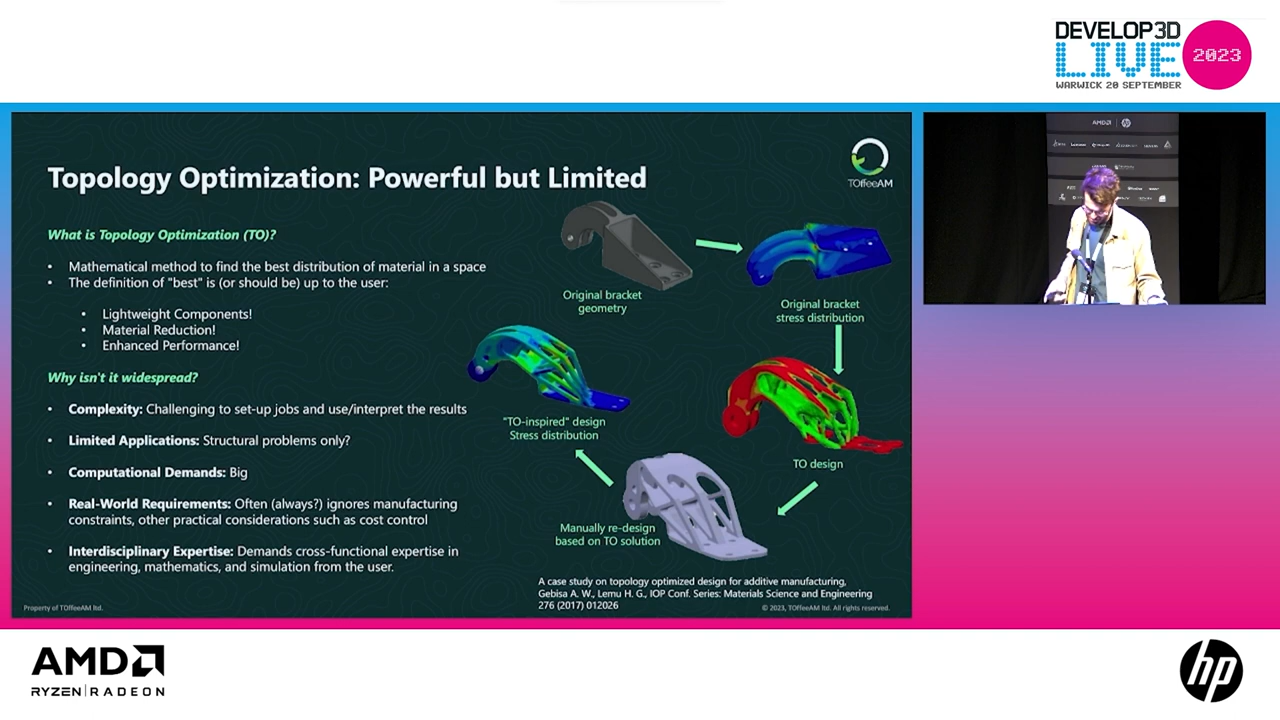 DEVELOP3D
LIVE
2023
WARWICK 20 SEPTEMBER
Topology Optimization: Powerful but Limited
TOffeeAM
What is Topology Optimization (TO)?
• Mathematical method to find the best distribution of material in a space
• The definition of "best" is (or should be) up to the user:
• Lightweight Components!
• Material Reduction!
• Enhanced Performance!
Why isn't it widespread?
• Complexity: Challenging to set-up jobs and use/interpret the results
• Limited Applications: Structural problems only?
• Computational Demands: Big
• Real-World Requirements: Often (always?) ignores manufacturing
constraints, other practical considerations such as cost control
• Interdisciplinary Expertise: Demands cross-functional expertise in
engineering, mathematics, and simulation from the user.
Original bracket
geometry
Original bracket
stress distribution
"TO-inspired" design
Stress distribution
TO design
Manually re-design
based on TO solution
A case study on topology optimized design for additive manufacturing,
Gebisa A. W., Lemu H. G., IOP Conf. Series: Materials Science and Engineering
276 (2017) 012026
Property of TOffeeAM ltd.
© 2023, TOffeeAM ltd. All rights reserved.
AMD
hp
AMD
RYZEN | RADEON
hp